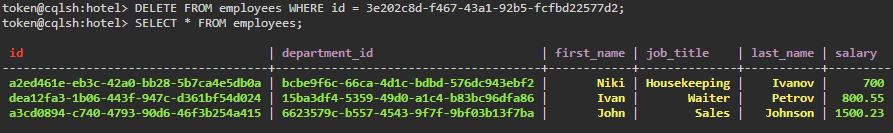 token@cqlsh:hotel> DELETE FROM employees WHERE id = 3e202c8d-f467-43a1-92b5-fcfbd22577d2;
token@cqlsh:hotel> SELECT * FROM employees;
id | department_id | first_name | job_title | last_name | salary
--------------------------------------+--------------------------------------+------------+--------------+-----------+---------
a2ed461e-eb3c-42a0-bb28-5b7ca4e5db0a | bcbe9f6c-66ca-4d1c-bdbd-576dc943ebf2 | Niki | Housekeeping | Ivanov | 700
dea12fa3-1b06-443f-947c-d361bf54d024 | 15ba3df4-5359-49d0-a1c4-b83bc96dfa86 | Ivan | Waiter | Petrov | 800.55
a3cd0894-c740-4793-90d6-46f3b254a415 | 6623579c-b557-4543-9f7f-9bf03b13f7ba | John | Sales | Johnson | 1500.23